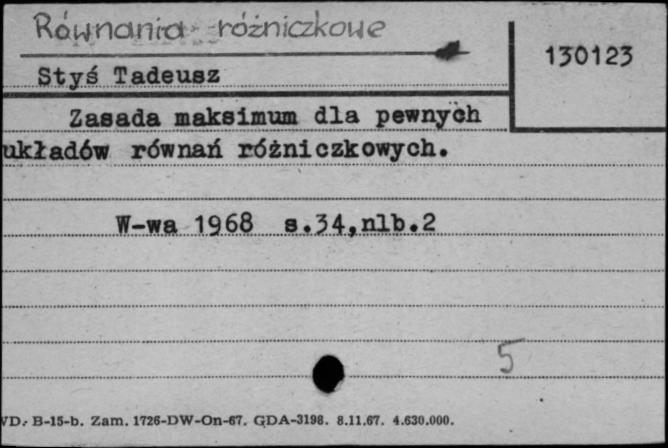 Równania różniczkowe
130123
Styś Tadeusz
Zasada maksimum dla pewnych
układów równań różniczkowych.
W-wa 1968 s.34,nlb.2
5
VD. B-15-b. Zam. 1726-DW-On-67. GDA-3198. 8.11.67. 4.630.000.